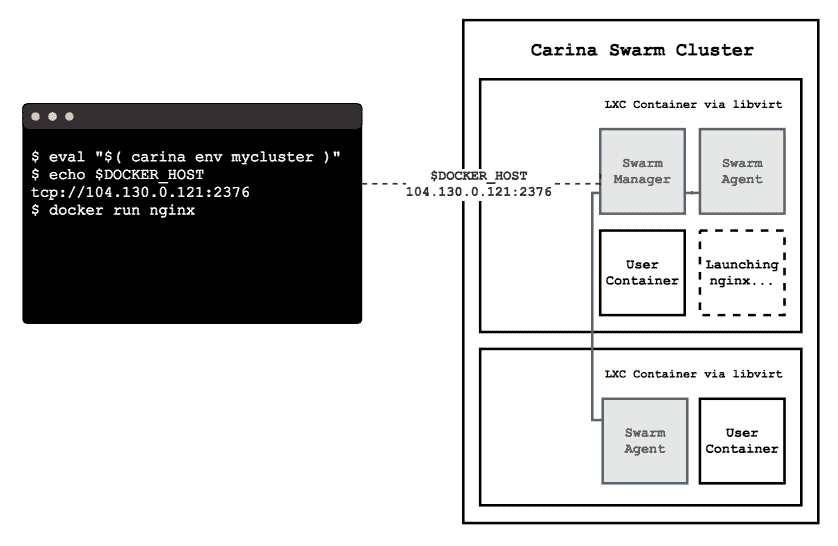 Carina Swarm Cluster
$ eval "$( carina env mycluster )"
$ echo $DOCKER_HOST
tcp://104.130.0.121:2376
$ docker run nginx
$DOCKER_HOST
104.130.0.121:2376
LXC Container via libvirt
Swarm
Manager
Swarm
Agent
User
Container
Launching
nginx...
LXC Container via libvirt
Swarm
Agent
User
Container